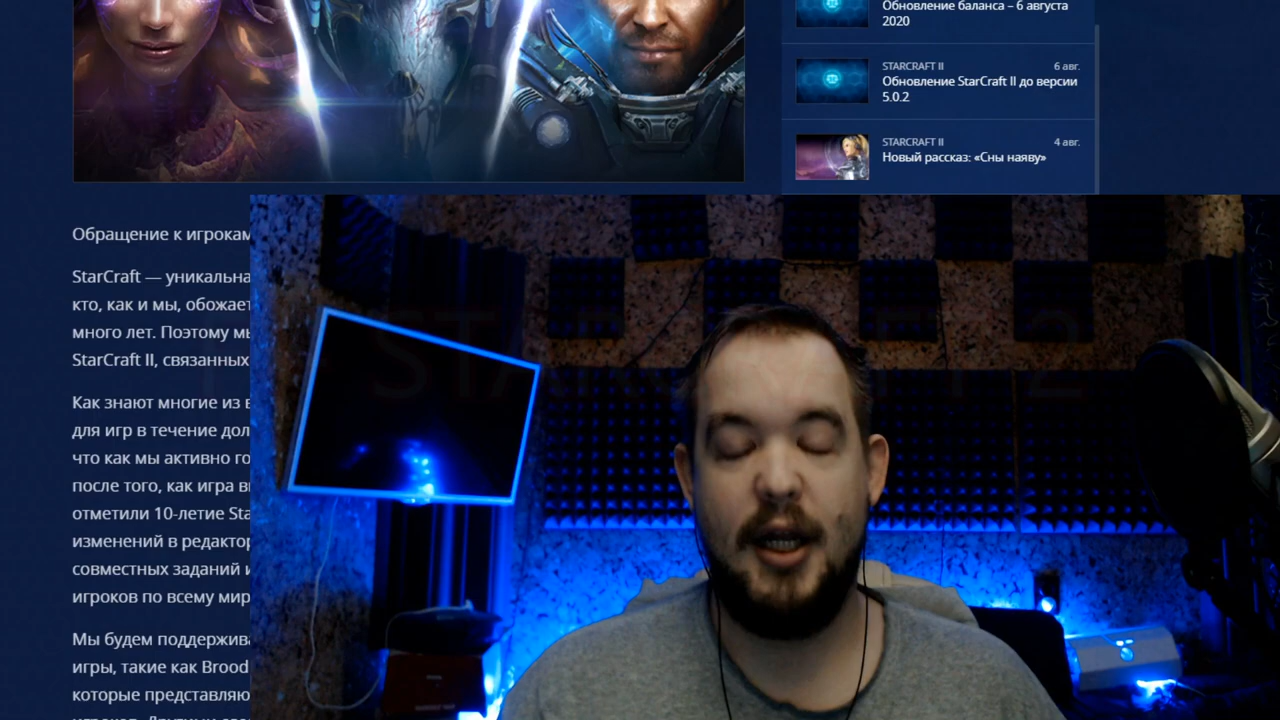 Обновление баланса – 6 августа
2020
STARCRAFT II 6 авг.
Обновление StarCraft II до версии
5.0.2
STARCRAFT II 4 авг.
Новый рассказ: «Сны наяву»
Обращение к игрокам
StarCraft — уникальна
кто, как и мы, обожает
много лет. Поэтому мы
StarCraft II, связанных
Как знают многие из в
для игр в течение дол
что как мы активно го
после того, как игра вы
отметили 10-летие Sta
изменений в редактор
совместных заданий и
игроков по всему мир
Мы будем поддержива
игры, такие как Brood
которые представляю
STARCRAFT 2